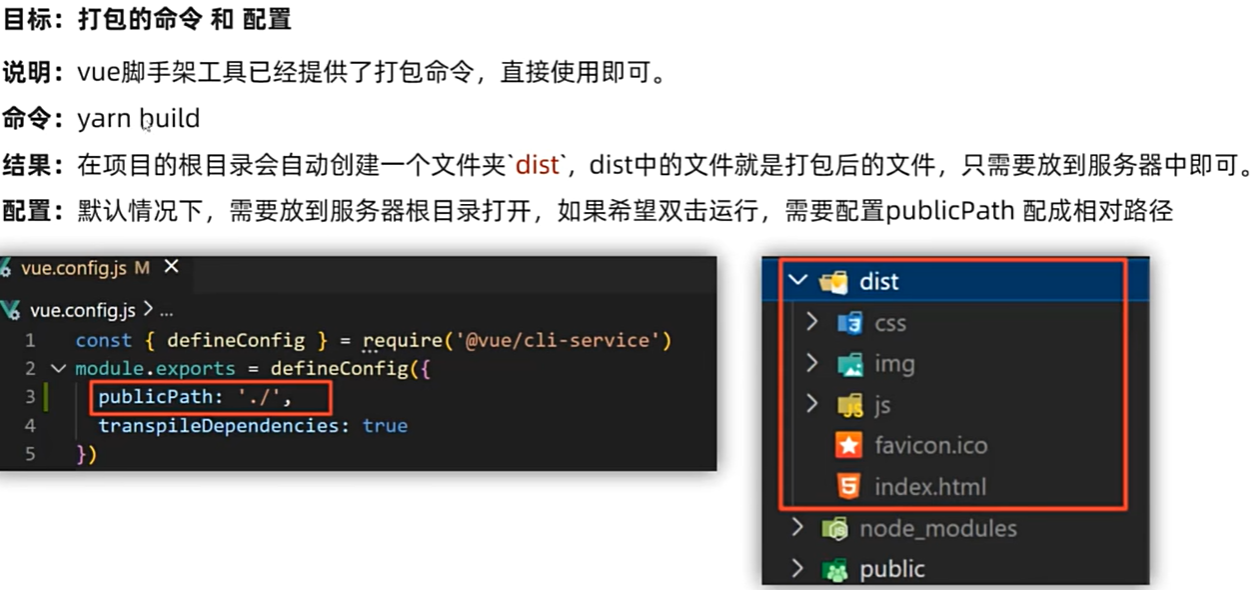 目标：打包的命令 和 配置
说明：vue脚手架工具已经提供了打包命令，直接使用即可。
命令：yarn build
结果：在项目的根目录会自动创建一个文件夹`dist`，dist中的文件就是打包后的文件，只需要放到服务器中即可。
配置：默认情况下，需要放到服务器根目录打开，如果希望双击运行，需要配置publicPath 配成相对路径
vue.config.js M ✕
vue.config.js > ...
1 const { defineConfig } = require('@vue/cli-service')
2 module.exports = defineConfig({
3 publicPath: './',
4 transpileDependencies: true
5 })
dist
css
img
js
favicon.ico
index.html
node_modules
public